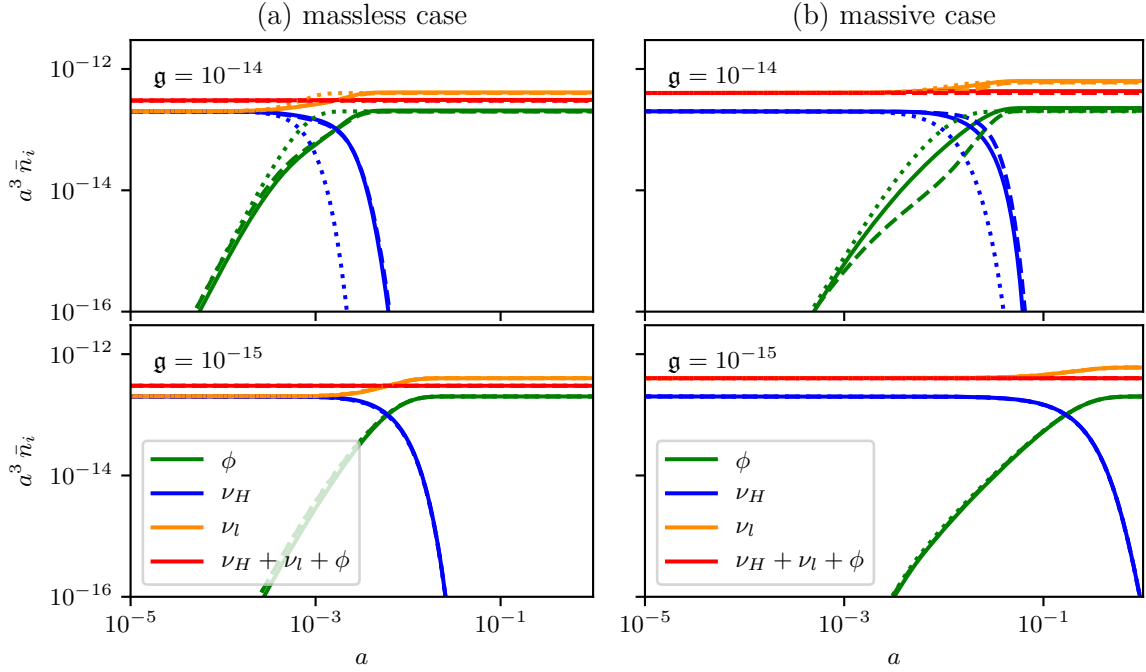 (a) massless case
(b) massive case
10⁻¹²
10⁻¹⁴
10⁻¹⁶
a³ n̄ᵢ
𝔤 = 10⁻¹⁴
𝔤 = 10⁻¹⁴
10⁻¹²
10⁻¹⁴
10⁻¹⁶
a³ n̄ᵢ
𝔤 = 10⁻¹⁵
ϕ
ν_H
ν_l
ν_H + ν_l + ϕ
10⁻⁵
10⁻³
10⁻¹
a
𝔤 = 10⁻¹⁵
ϕ
ν_H
ν_l
ν_H + ν_l + ϕ
10⁻⁵
10⁻³
10⁻¹
a